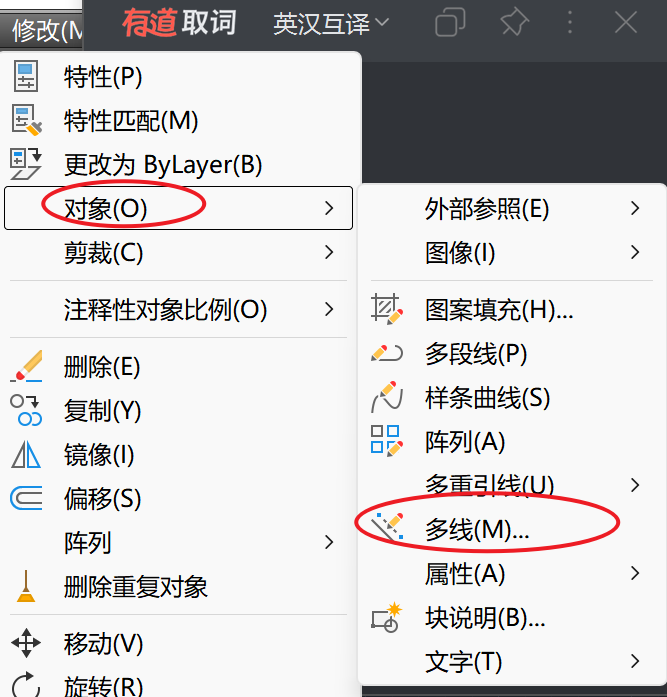 修改(M
有道取词
英汉互译
特性(P)
特性匹配(M)
更改为 ByLayer(B)
对象(O)
剪裁(C)
注释性对象比例(O)
删除(E)
复制(Y)
镜像(I)
偏移(S)
阵列
删除重复对象
移动(V)
旋转(R)
外部参照(E)
图像(I)
图案填充(H)...
多段线(P)
样条曲线(S)
阵列(A)
多重引线(U)
多线(M)...
属性(A)
块说明(B)...
文字(T)